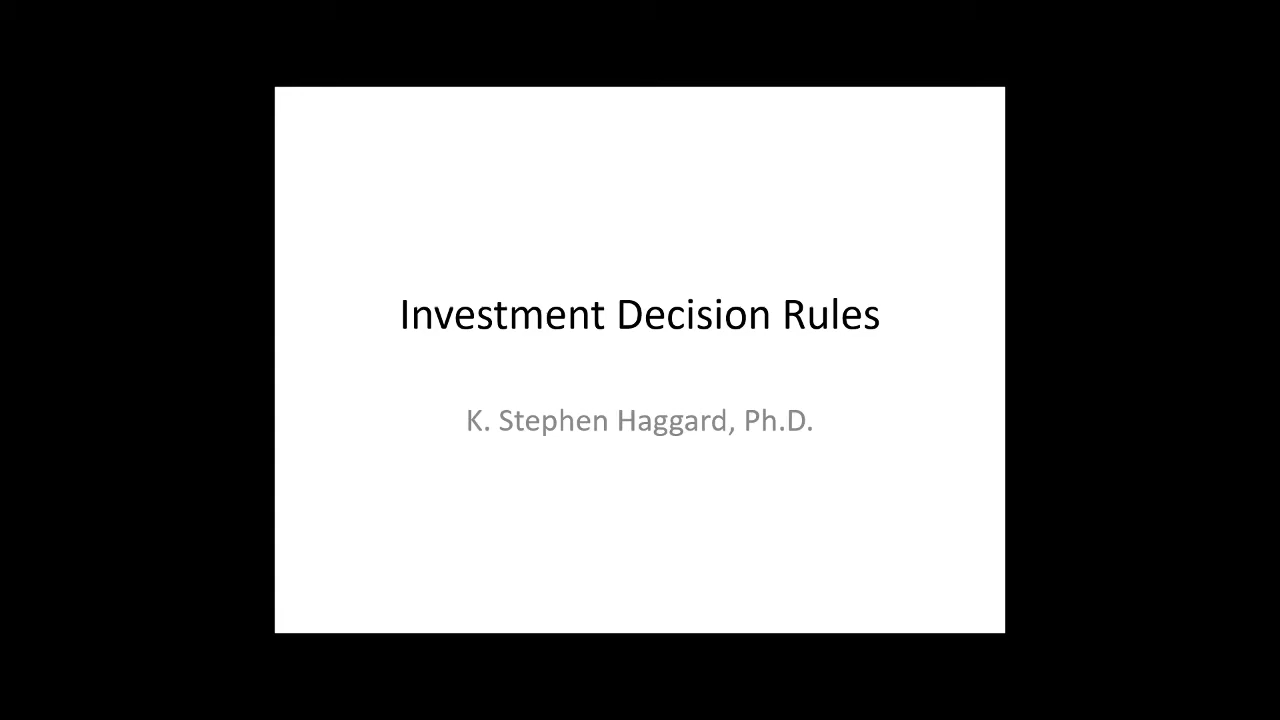 Investment Decision Rules
K. Stephen Haggard, Ph.D.